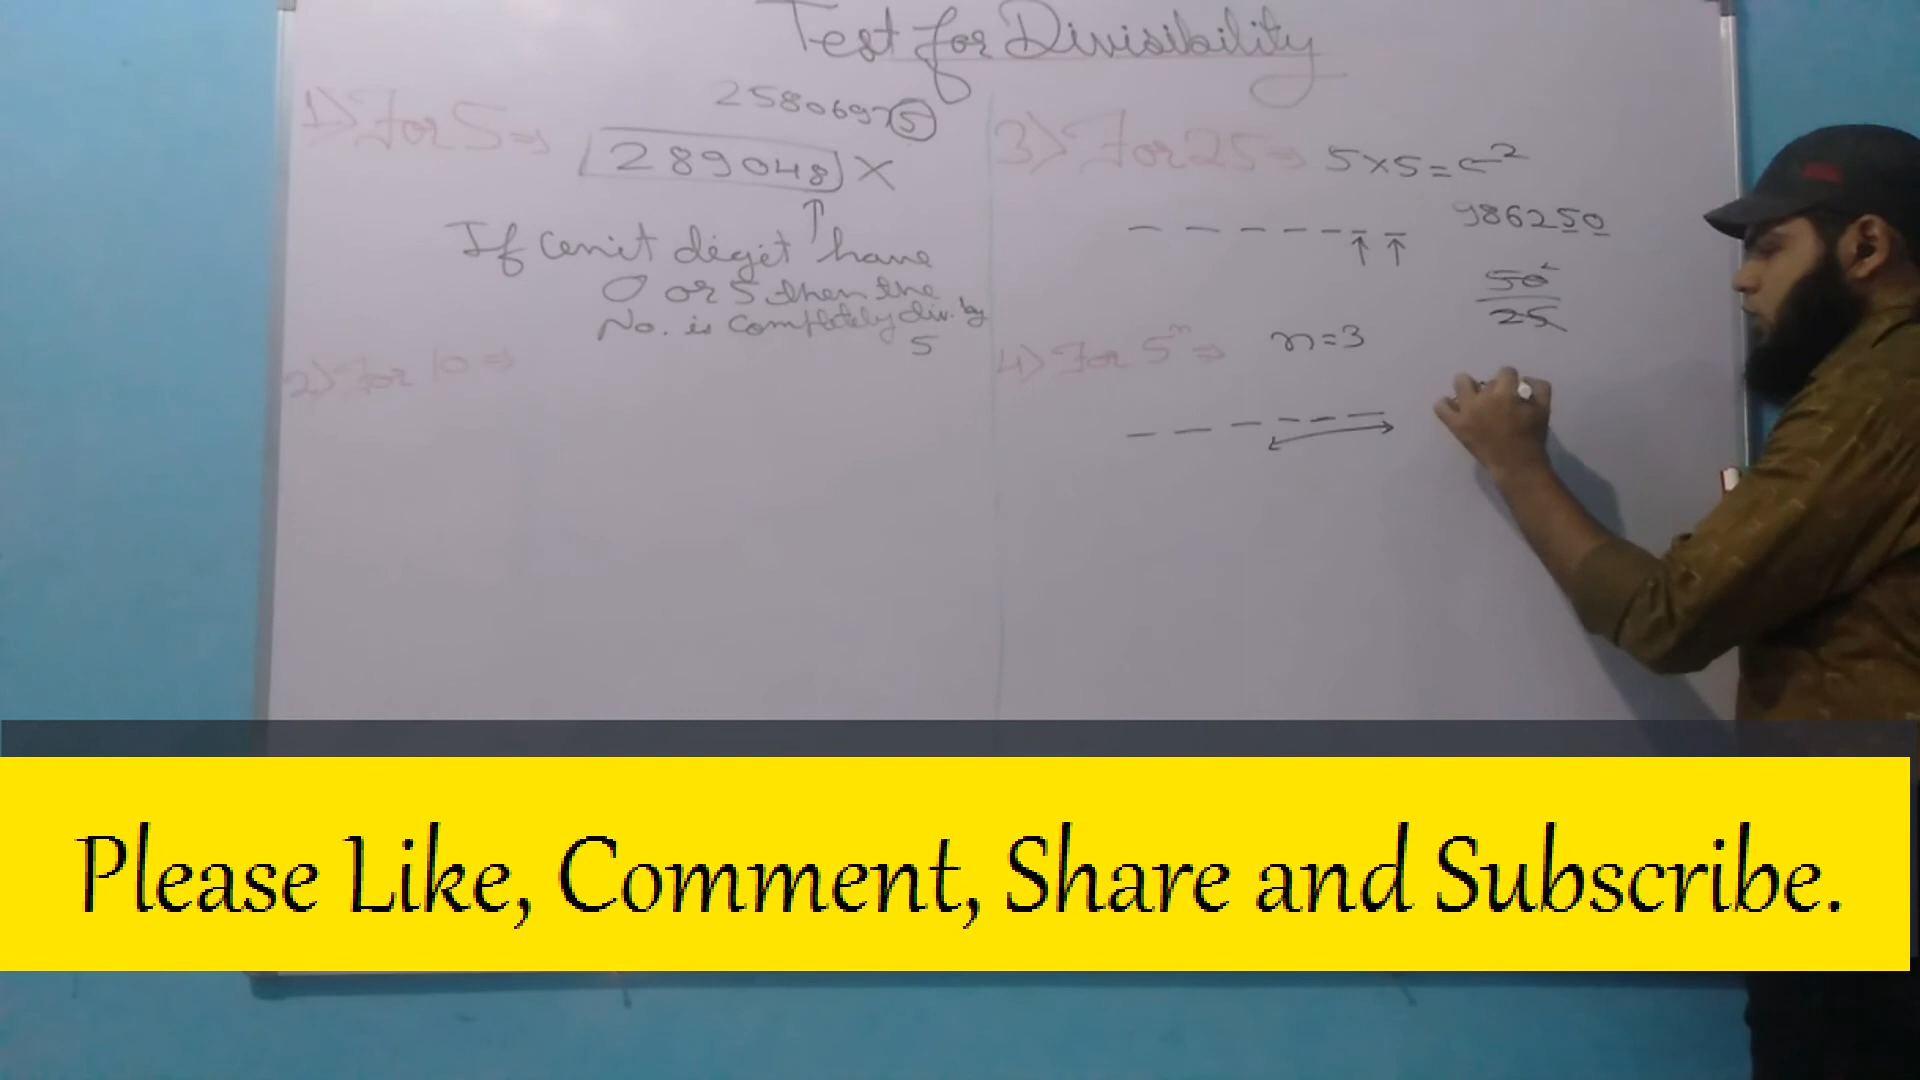 Test for Divisibility
1) For 5 ⇒
25806975
289048 X
If unit digit have
0 or 5 then the
No. is completely div. by
5
2) For 10 ⇒
3) For 25 ⇒ 5×5=5²
986250
50
25
4) For 5ⁿ ⇒ n=3
Please Like, Comment, Share and Subscribe.